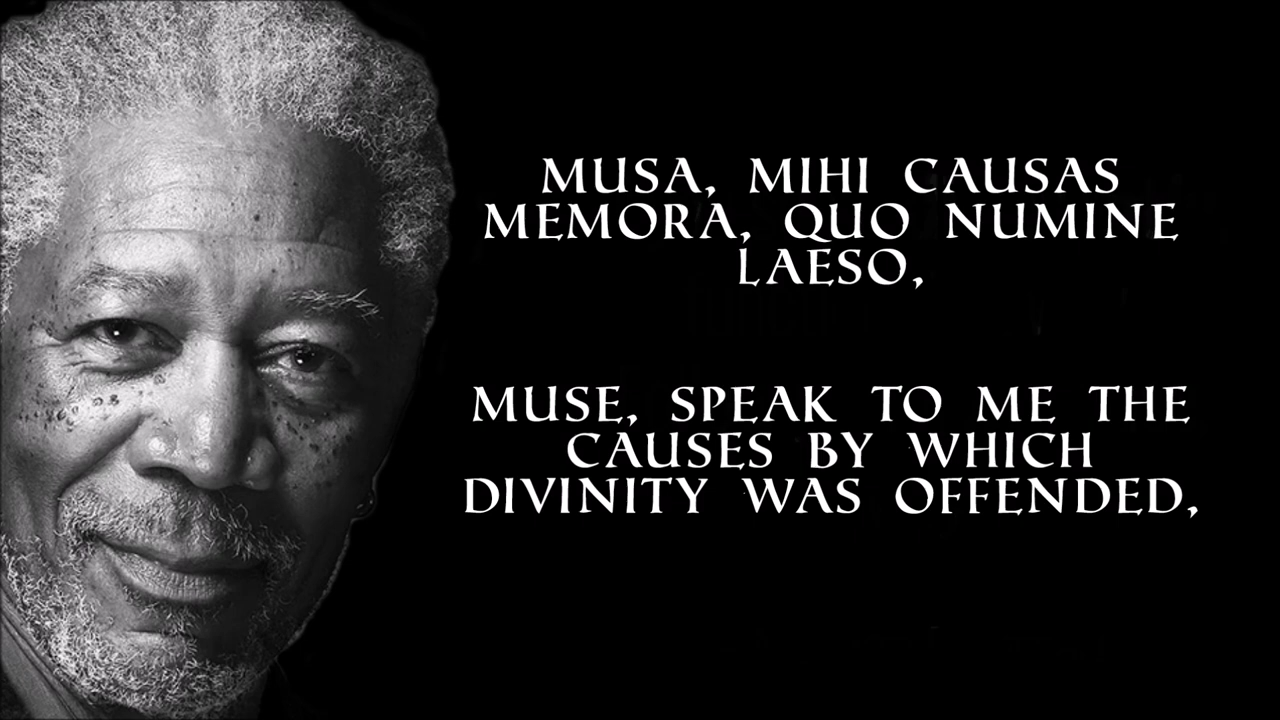 MUSA, MIHI CAUSAS
MEMORA, QUO NUMINE
LAESO,
MUSE, SPEAK TO ME THE
CAUSES BY WHICH
DIVINITY WAS OFFENDED,